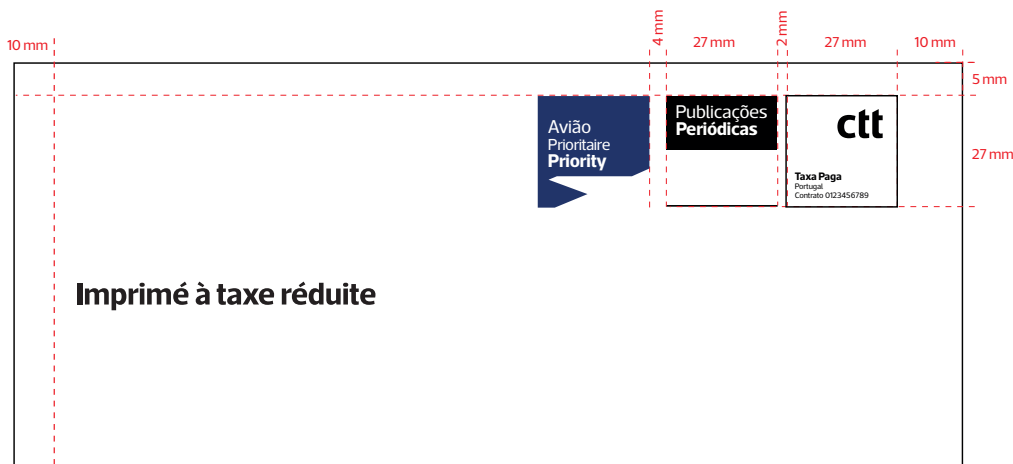 10 mm
4 mm
27 mm
2 mm
27 mm
10 mm
5 mm
Avião
Prioritaire
Priority
Publicações
Periódicas
ctt
Taxa Paga
Portugal
Contrato 0123456789
27 mm
Imprimé à taxe réduite